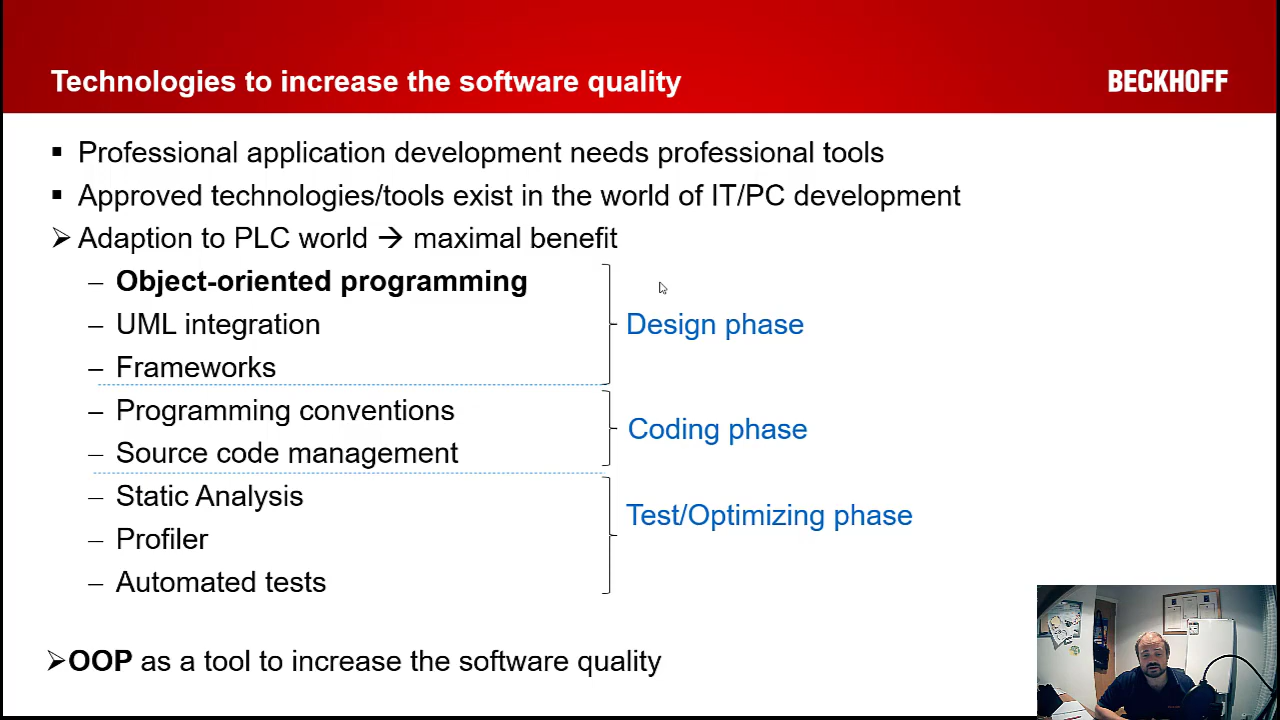 Technologies to increase the software quality
BECKHOFF
▪ Professional application development needs professional tools
▪ Approved technologies/tools exist in the world of IT/PC development
➢ Adaption to PLC world → maximal benefit
– Object-oriented programming
– UML integration
– Frameworks
Design phase
– Programming conventions
– Source code management
Coding phase
– Static Analysis
– Profiler
– Automated tests
Test/Optimizing phase
➢ OOP as a tool to increase the software quality